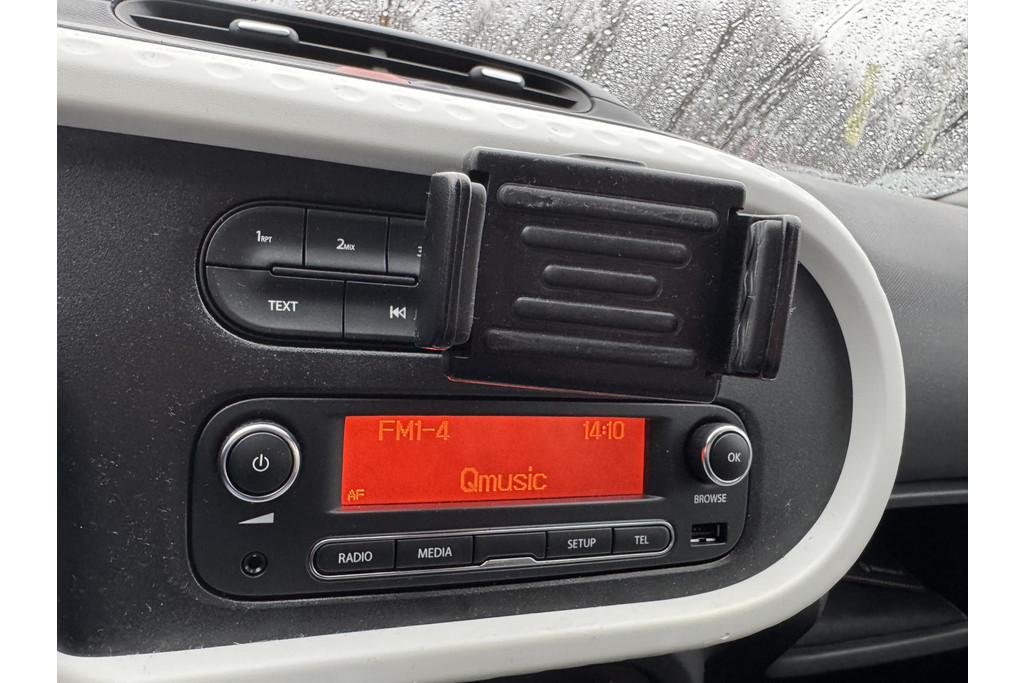 1RPT 2MIX
TEXT
FM1-4 14:10
Qmusic
AF
OK
BROWSE
RADIO MEDIA SETUP TEL